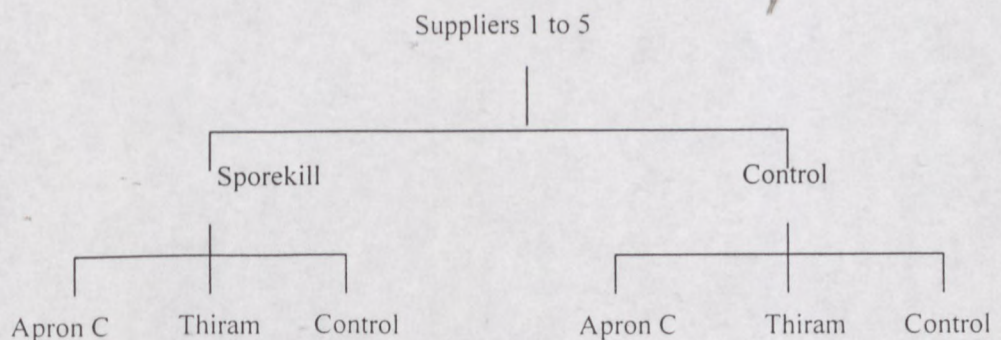 Suppliers 1 to 5
Sporekill Control
Apron C Thiram Control Apron C Thiram Control